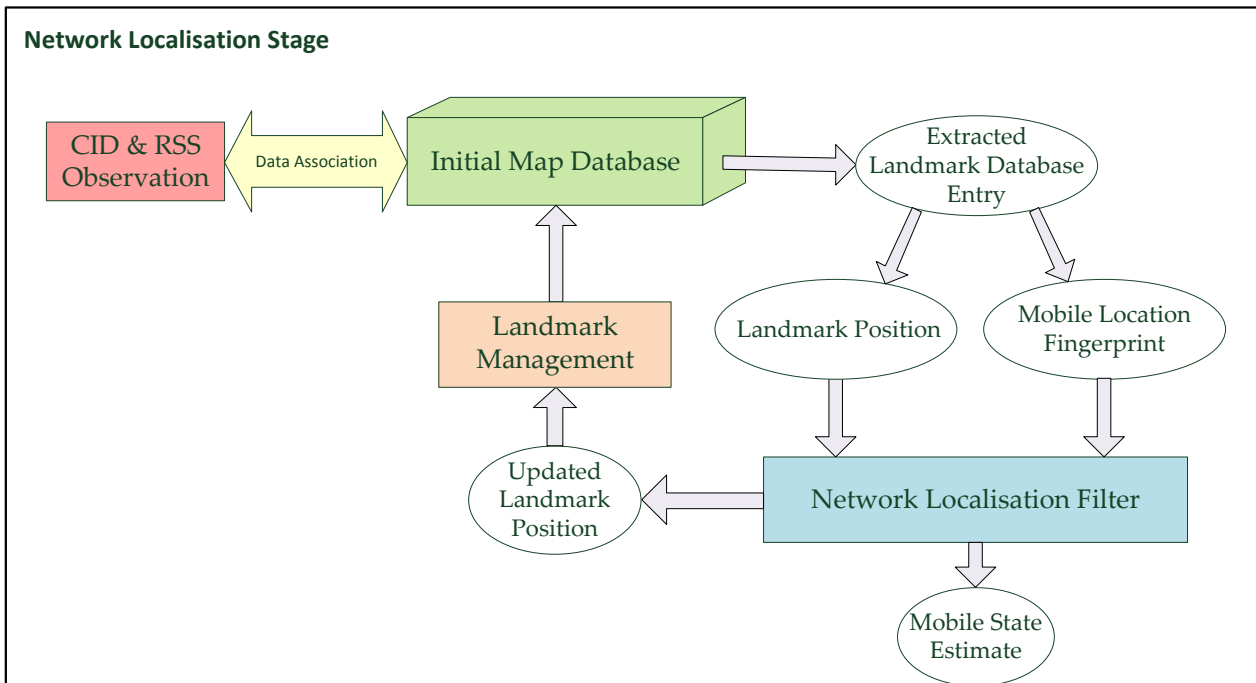 Network Localisation Stage
CID & RSS
Observation
Data Association
Initial Map Database
Extracted
Landmark Database
Entry
Landmark
Management
Landmark Position
Mobile Location
Fingerprint
Updated
Landmark
Position
Network Localisation Filter
Mobile State
Estimate